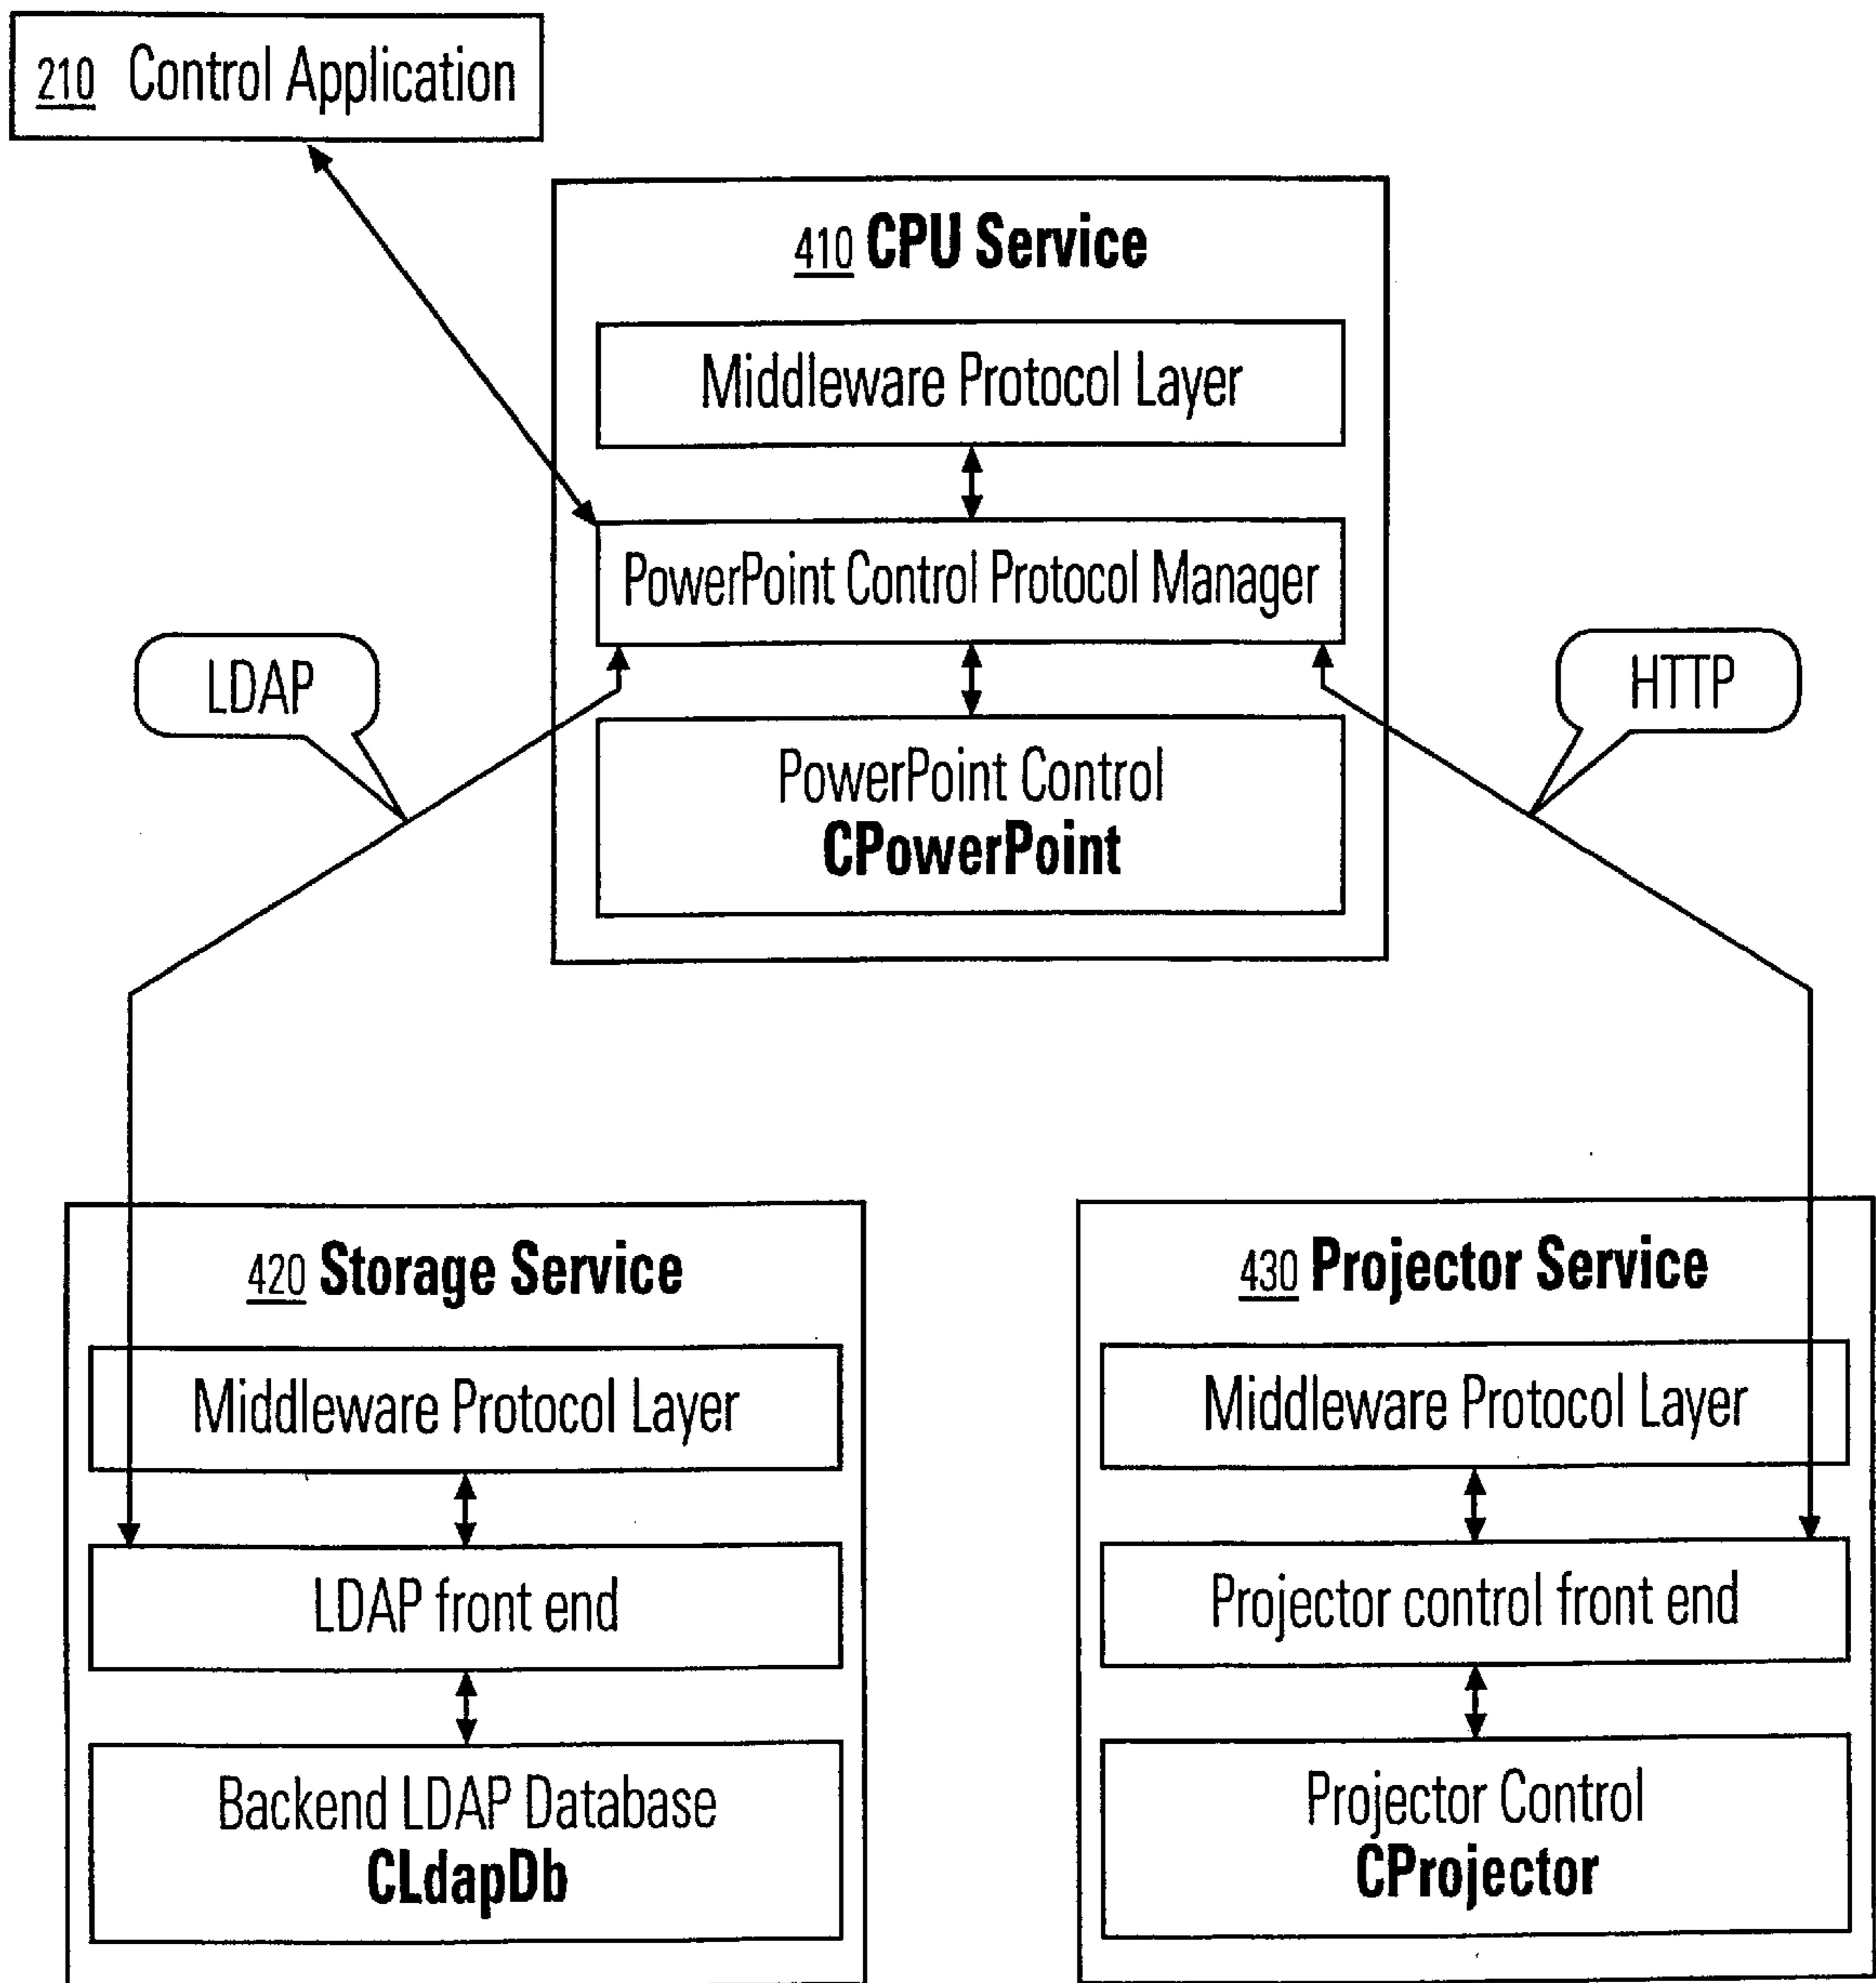 210 Control Application
410 CPU Service
Middleware Protocol Layer
PowerPoint Control Protocol Manager
LDAP
HTTP
PowerPoint Control
CPowerPoint
420 Storage Service
Middleware Protocol Layer
LDAP front end
Backend LDAP Database
CLdapDb
430 Projector Service
Middleware Protocol Layer
Projector control front end
Projector Control
CProjector